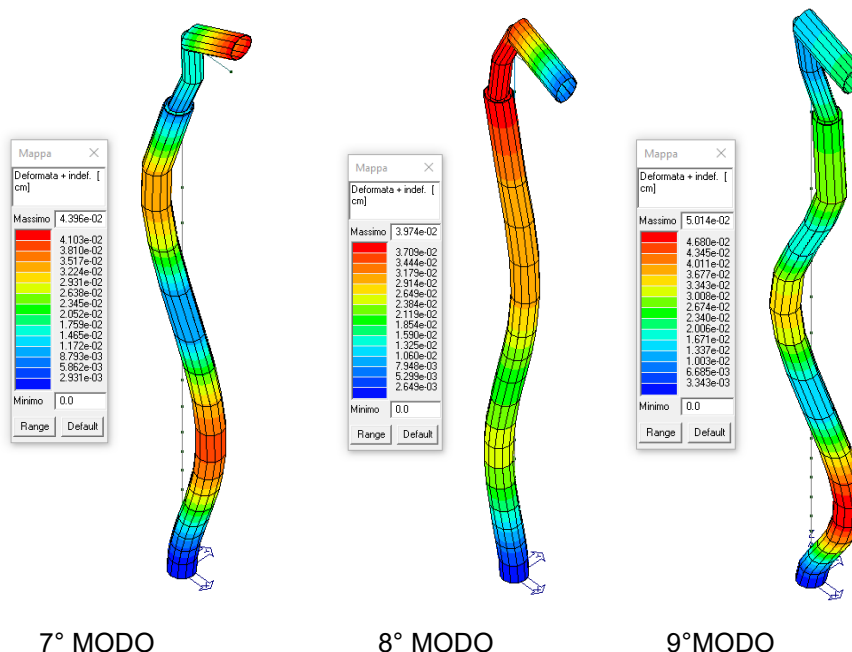 Mappa
Deformata + indef. [
cm]
Massimo 4.396e-02
4.103e-02
3.810e-02
3.517e-02
3.224e-02
2.931e-02
2.638e-02
2.345e-02
2.052e-02
1.759e-02
1.465e-02
1.172e-02
8.793e-03
5.862e-03
2.931e-03
Minimo 0.0
Range Default
7° MODO
Mappa
Deformata + indef. [
cm]
Massimo 3.974e-02
3.709e-02
3.444e-02
3.179e-02
2.914e-02
2.649e-02
2.384e-02
2.119e-02
1.854e-02
1.590e-02
1.325e-02
1.060e-02
7.948e-03
5.299e-03
2.649e-03
Minimo 0.0
Range Default
8° MODO
Mappa
Deformata + indef. [
cm]
Massimo 5.014e-02
4.680e-02
4.345e-02
4.011e-02
3.677e-02
3.343e-02
3.008e-02
2.674e-02
2.340e-02
2.006e-02
1.671e-02
1.337e-02
1.003e-02
6.685e-03
3.343e-03
Minimo 0.0
Range Default
9°MODO